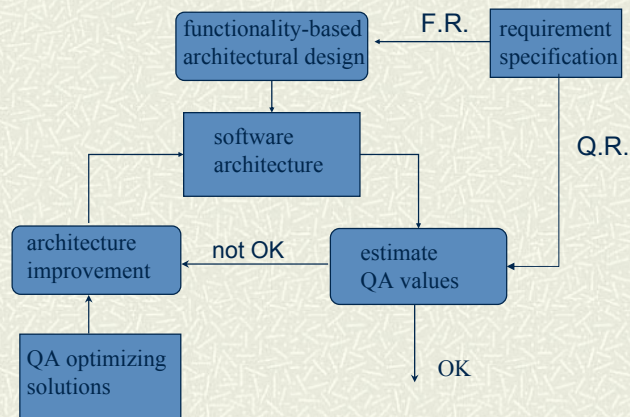 functionality-based
architectural design
F.R.
requirement
specification
software
architecture
Q.R.
architecture
improvement
not OK
estimate
QA values
QA optimizing
solutions
OK